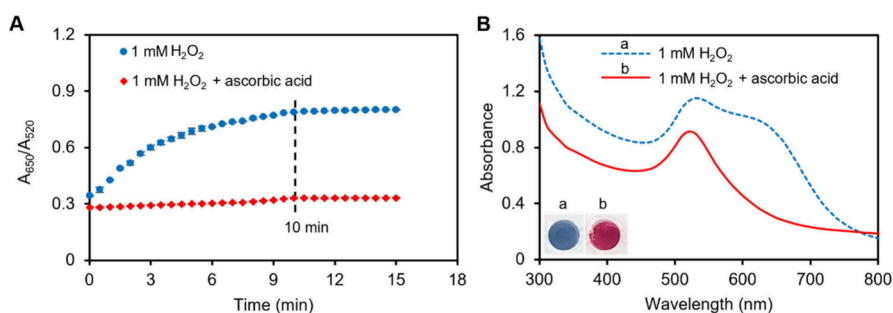 A
1.2
0.9
0.6
0.3
0
A₆₅₀/A₅₂₀
1 mM H₂O₂
1 mM H₂O₂ + ascorbic acid
10 min
0 3 6 9 12 15 18
Time (min)
B
1.6
1.2
0.8
0.4
0
Absorbance
a 1 mM H₂O₂
b 1 mM H₂O₂ + ascorbic acid
a b
300 400 500 600 700 800
Wavelength (nm)